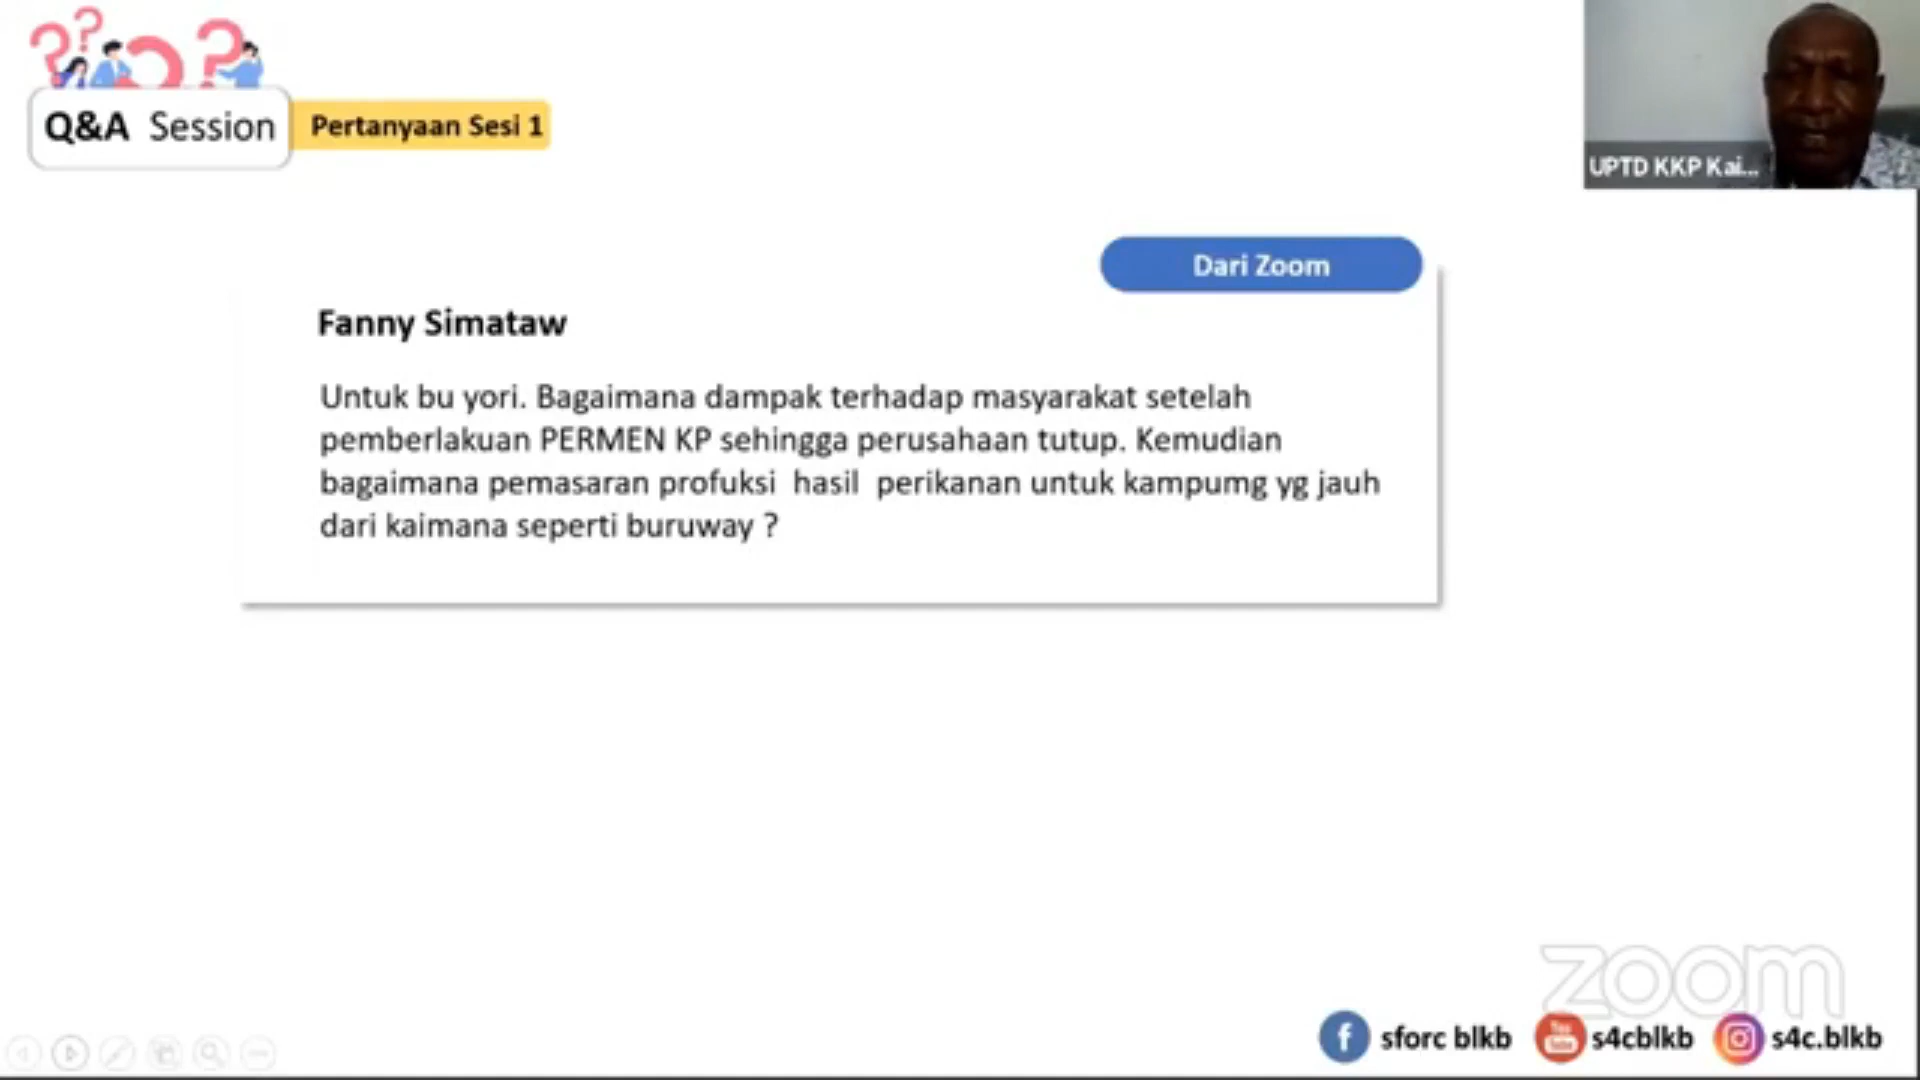 Q&A Session
Pertanyaan Sesi 1
UPTD KKP Kai...
Dari Zoom
Fanny Simataw
Untuk bu yori. Bagaimana dampak terhadap masyarakat setelah
pemberlakuan PERMEN KP sehingga perusahaan tutup. Kemudian
bagaimana pemasaran profuksi hasil perikanan untuk kampumg yg jauh
dari kaimana seperti buruway ?
zoom
sforc blkb
s4cblkb
s4c.blkb